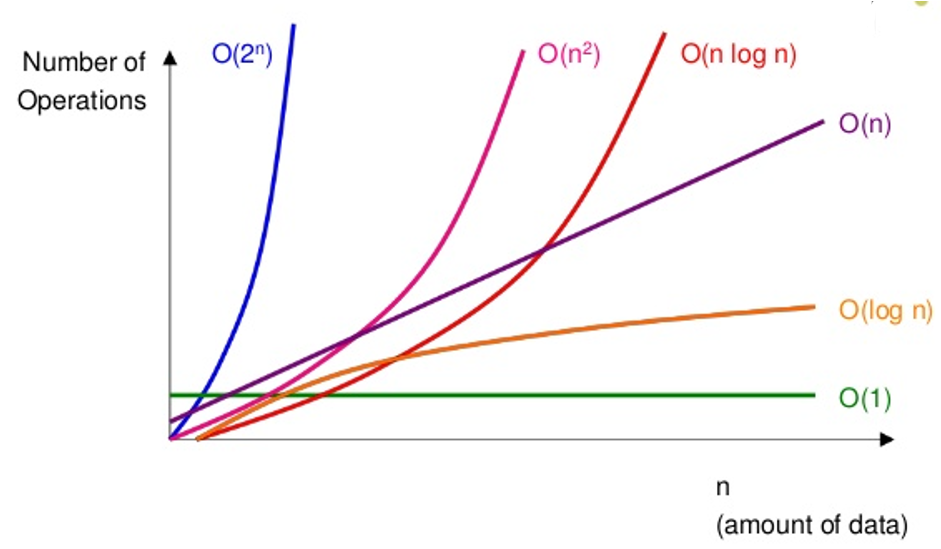 Number of
Operations
O(2ⁿ)
O(n²)
O(n log n)
O(n)
O(log n)
O(1)
n
(amount of data)